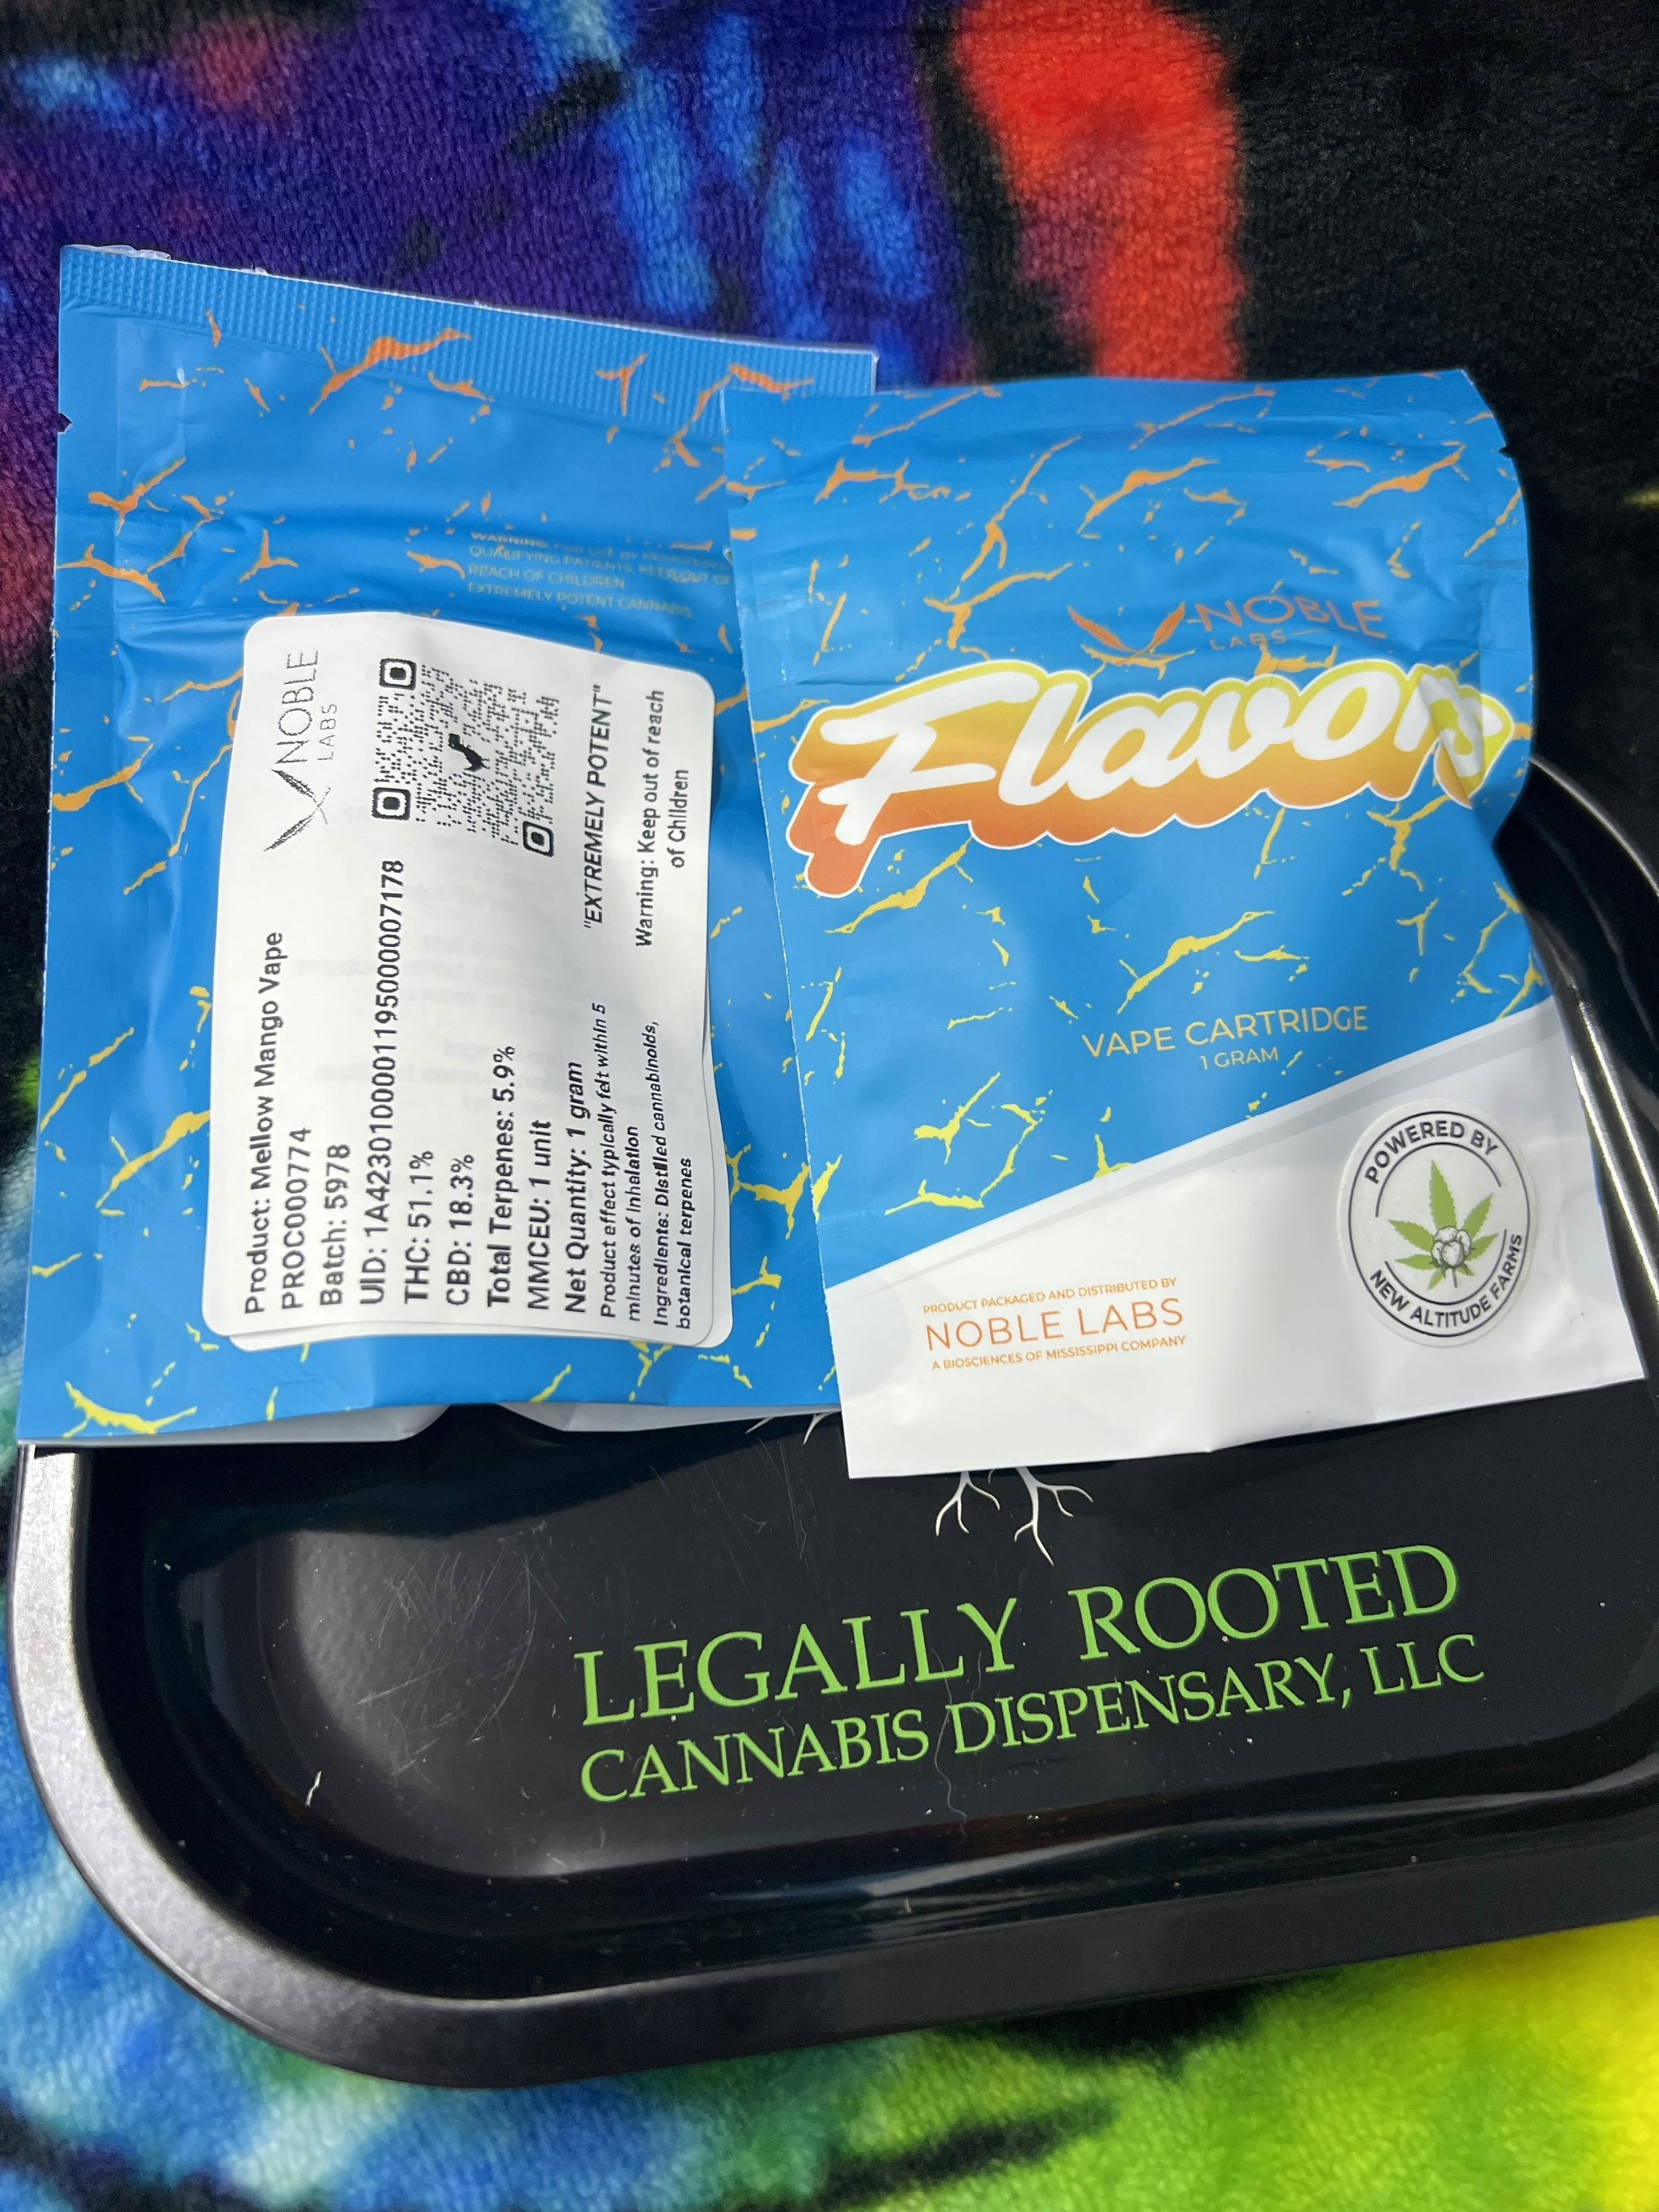 WARNING: FOR USE BY
QUALIFYING PATIENTS. KEEP OUT OF
REACH OF CHILDREN
EXTREMELY POTENT CANNABIS
NOBLE
LABS
Product: Mellow Mango Vape
PROC000774
Batch: 5978
UID: 1A4230100001195000007178
THC: 51.1%
CBD: 18.3%
Total Terpenes: 5.9%
MMCEU: 1 unit
Net Quantity: 1 gram
Product effect typically felt within 5
minutes of inhalation
Ingredients: Distilled cannabinoids,
botanical terpenes
"EXTREMELY POTENT"
Warning: Keep out of reach
of Children
NOBLE
LABS
Flavors
VAPE CARTRIDGE
1 GRAM
PRODUCT PACKAGED AND DISTRIBUTED BY
NOBLE LABS
A BIOSCIENCES OF MISSISSIPPI COMPANY
POWERED BY
NEW ALTITUDE FARMS
LEGALLY ROOTED
CANNABIS DISPENSARY, LLC